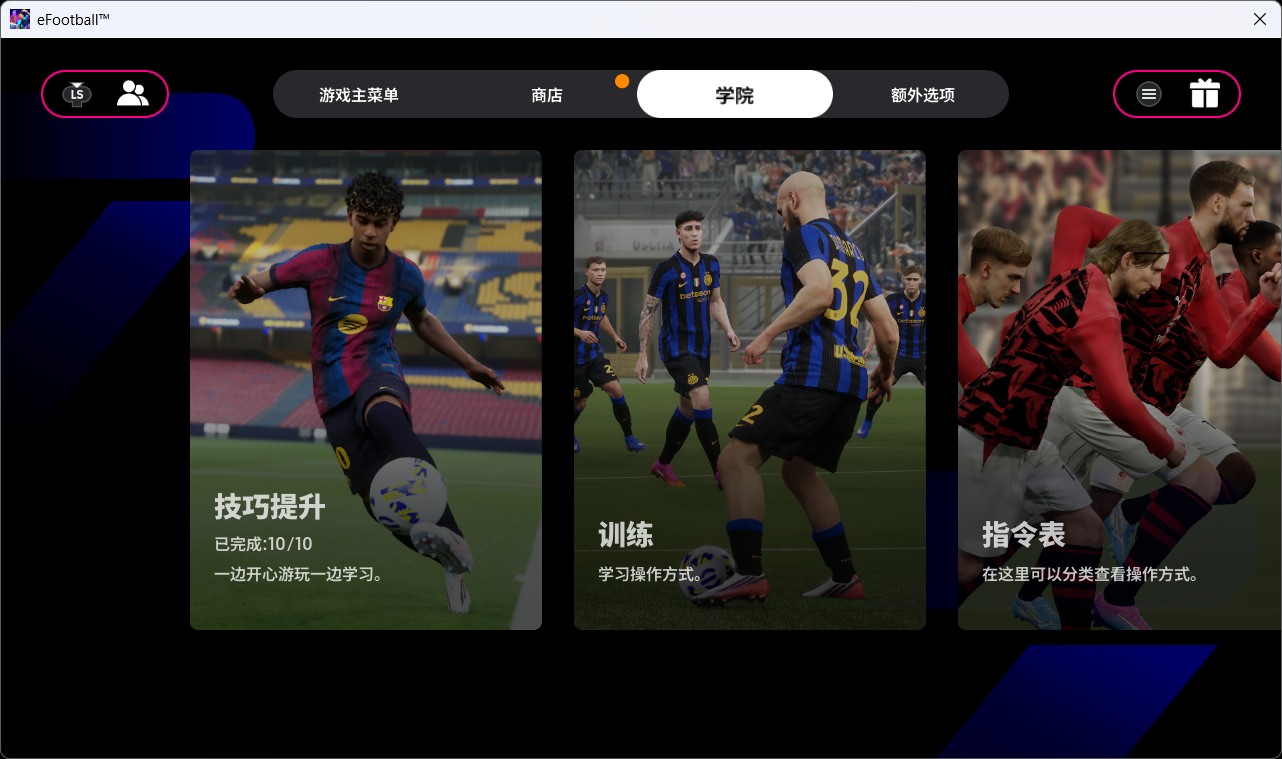 eFootball™
LS
游戏主菜单
商店
学院
额外选项
技巧提升
已完成:10/10
一边开心游玩一边学习。
训练
学习操作方式。
指令表
在这里可以分类查看操作方式。
32
betsson
2